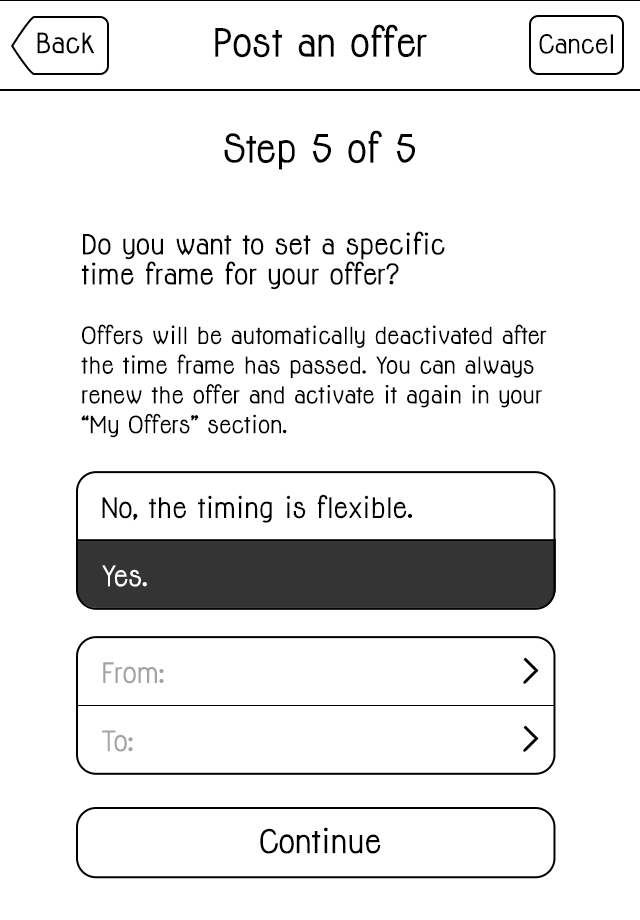 Back
Post an offer
Cancel
Step 5 of 5
Do you want to set a specific
time frame for your offer?
Offers will be automatically deactivated after
the time frame has passed. You can always
renew the offer and activate it again in your
“My Offers” section.
No, the timing is flexible.
Yes.
From:
To:
Continue